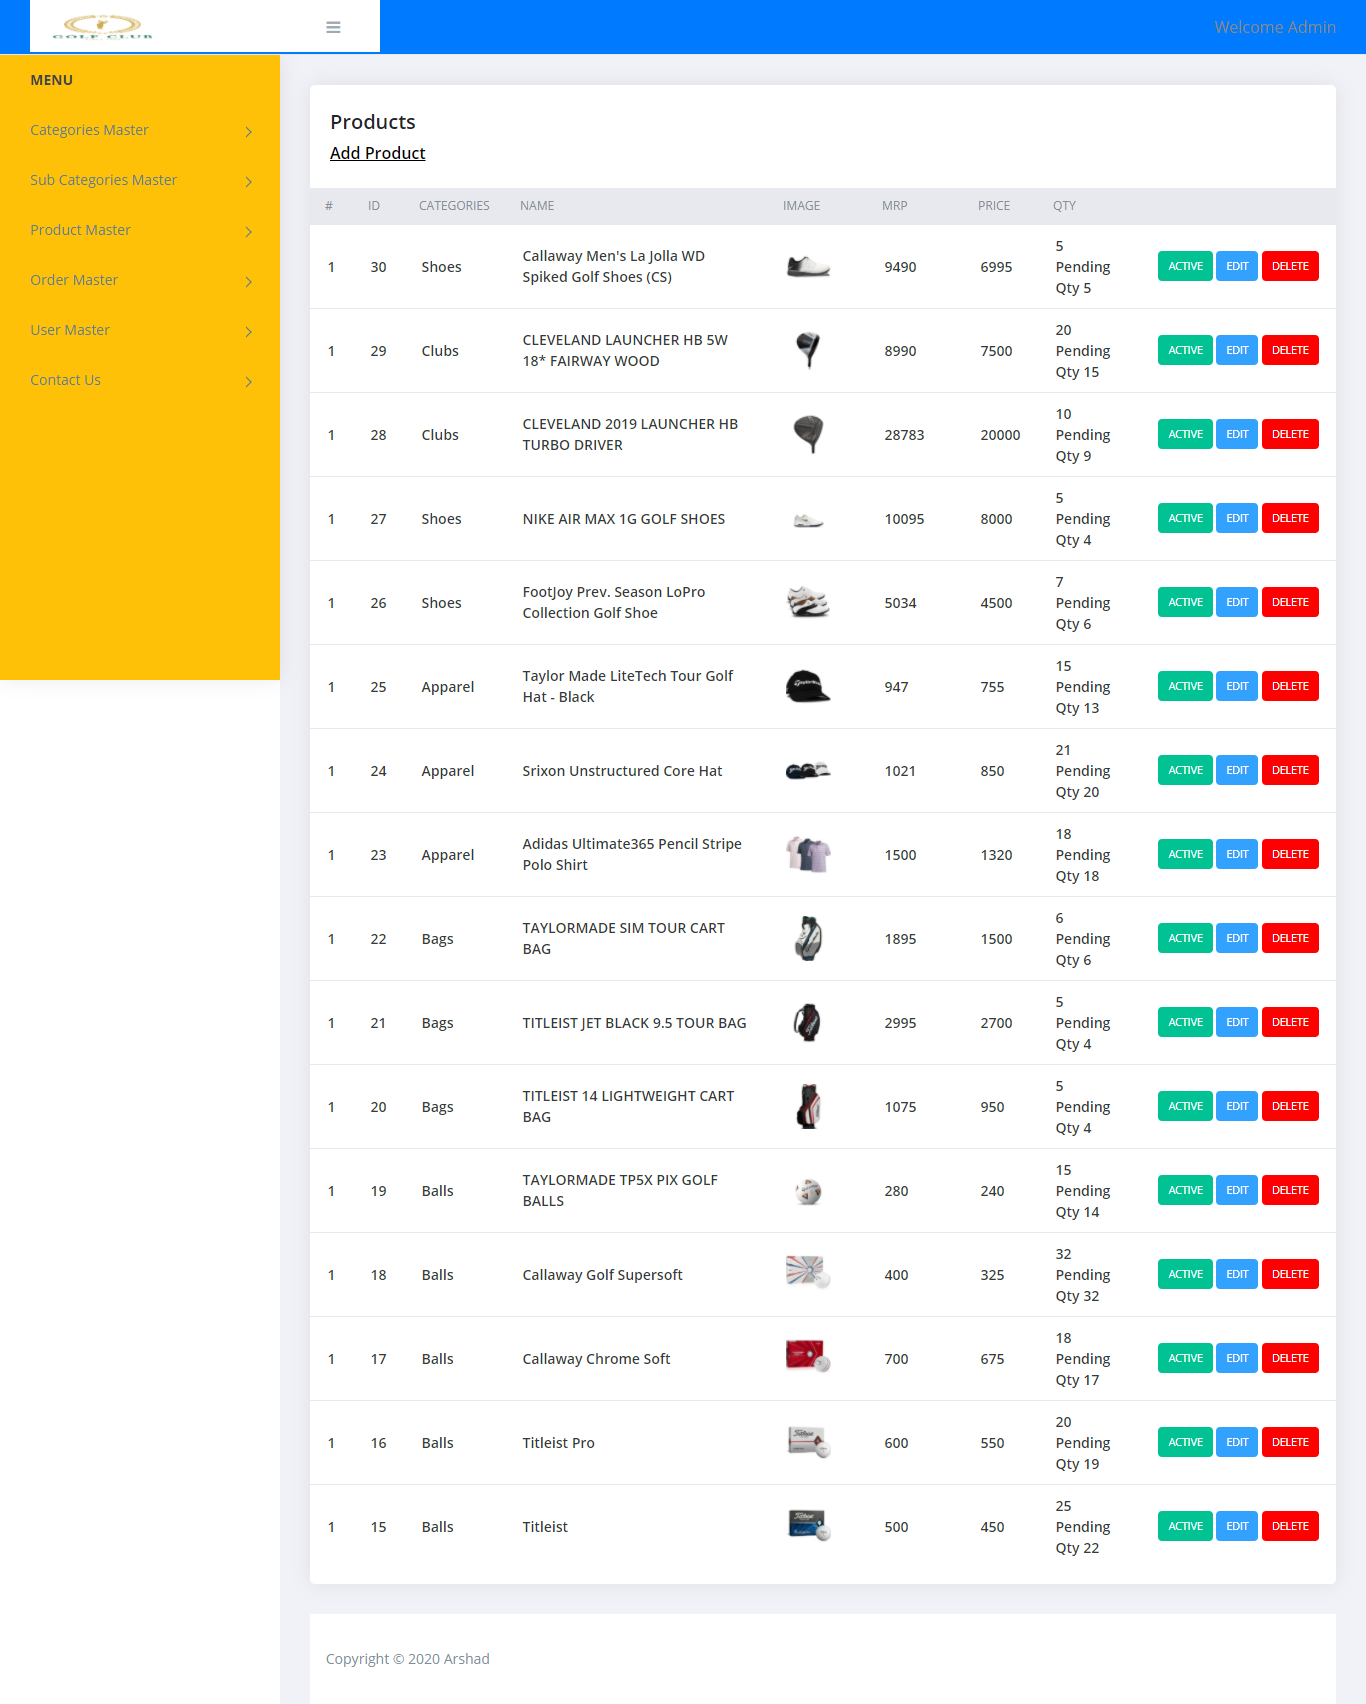 GOLF CLUB
Welcome Admin
MENU
Categories Master
Sub Categories Master
Product Master
Order Master
User Master
Contact Us
Products
Add Product
# ID CATEGORIES NAME IMAGE MRP PRICE QTY
1 30 Shoes Callaway Men's La Jolla WD Spiked Golf Shoes (CS) 9490 6995 5 Pending Qty 5 ACTIVE EDIT DELETE
1 29 Clubs CLEVELAND LAUNCHER HB 5W 18* FAIRWAY WOOD 8990 7500 20 Pending Qty 15 ACTIVE EDIT DELETE
1 28 Clubs CLEVELAND 2019 LAUNCHER HB TURBO DRIVER 28783 20000 10 Pending Qty 9 ACTIVE EDIT DELETE
1 27 Shoes NIKE AIR MAX 1G GOLF SHOES 10095 8000 5 Pending Qty 4 ACTIVE EDIT DELETE
1 26 Shoes FootJoy Prev. Season LoPro Collection Golf Shoe 5034 4500 7 Pending Qty 6 ACTIVE EDIT DELETE
1 25 Apparel Taylor Made LiteTech Tour Golf Hat - Black 947 755 15 Pending Qty 13 ACTIVE EDIT DELETE
1 24 Apparel Srixon Unstructured Core Hat 1021 850 21 Pending Qty 20 ACTIVE EDIT DELETE
1 23 Apparel Adidas Ultimate365 Pencil Stripe Polo Shirt 1500 1320 18 Pending Qty 18 ACTIVE EDIT DELETE
1 22 Bags TAYLORMADE SIM TOUR CART BAG 1895 1500 6 Pending Qty 6 ACTIVE EDIT DELETE
1 21 Bags TITLEIST JET BLACK 9.5 TOUR BAG 2995 2700 5 Pending Qty 4 ACTIVE EDIT DELETE
1 20 Bags TITLEIST 14 LIGHTWEIGHT CART BAG 1075 950 5 Pending Qty 4 ACTIVE EDIT DELETE
1 19 Balls TAYLORMADE TP5X PIX GOLF BALLS 280 240 15 Pending Qty 14 ACTIVE EDIT DELETE
1 18 Balls Callaway Golf Supersoft 400 325 32 Pending Qty 32 ACTIVE EDIT DELETE
1 17 Balls Callaway Chrome Soft 700 675 18 Pending Qty 17 ACTIVE EDIT DELETE
1 16 Balls Titleist Pro 600 550 20 Pending Qty 19 ACTIVE EDIT DELETE
1 15 Balls Titleist 500 450 25 Pending Qty 22 ACTIVE EDIT DELETE
Copyright © 2020 Arshad